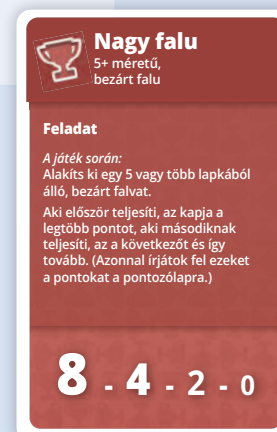 Nagy falu
5+ méretű,
bezárt falu
Feladat
A játék során:
Alakíts ki egy 5 vagy több lapkából
álló, bezárt falvat.
Aki először teljesíti, az kapja a
legtöbb pontot, aki másodiknak
teljesíti, az a következőt és így
tovább. (Azonnal írjátok fel ezeket
a pontokat a pontozólapra.)
8 - 4 - 2 - 0